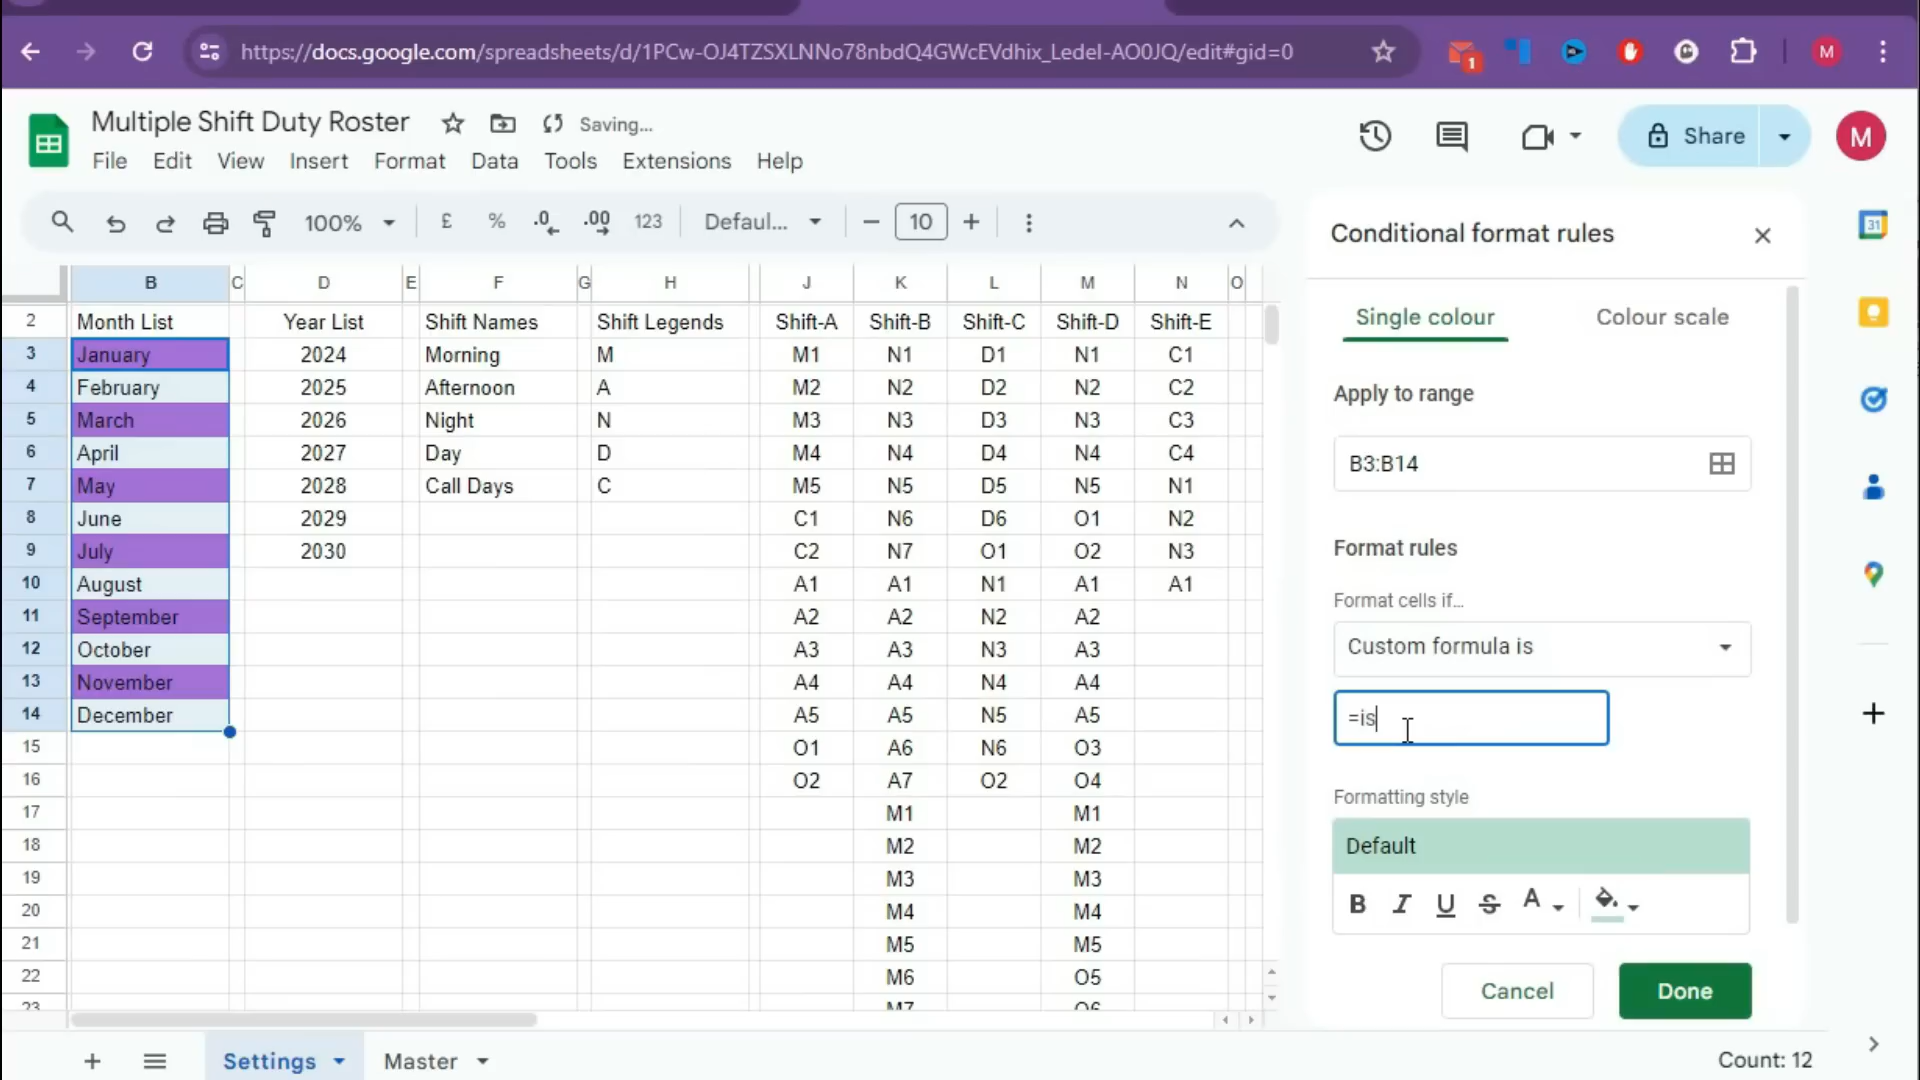 https://docs.google.com/spreadsheets/d/1PCw-OJ4TZSXLNNo78nbdQ4GWcEVdhix_Ledel-AO0JQ/edit#gid=0
1
M
Multiple Shift Duty Roster Saving...
File Edit View Insert Format Data Tools Extensions Help
Share
M
100% £ % .0 .00 123 Defaul... 10
B C D E F G H J K L M N O
2 Month List Year List Shift Names Shift Legends Shift-A Shift-B Shift-C Shift-D Shift-E
3 January 2024 Morning M M1 N1 D1 N1 C1
4 February 2025 Afternoon A M2 N2 D2 N2 C2
5 March 2026 Night N M3 N3 D3 N3 C3
6 April 2027 Day D M4 N4 D4 N4 C4
7 May 2028 Call Days C M5 N5 D5 N5 N1
8 June 2029 C1 N6 D6 O1 N2
9 July 2030 C2 N7 O1 O2 N3
10 August A1 A1 N1 A1 A1
11 September A2 A2 N2 A2
12 October A3 A3 N3 A3
13 November A4 A4 N4 A4
14 December A5 A5 N5 A5
15 O1 A6 N6 O3
16 O2 A7 O2 O4
17 M1 M1
18 M2 M2
19 M3 M3
20 M4 M4
21 M5 M5
22 M6 O5
23 M7 O6
Settings Master
Conditional format rules
Single colour Colour scale
Apply to range
B3:B14
Format rules
Format cells if…
Custom formula is
=is
Formatting style
Default
B I U S A
Cancel Done
Count: 12
31